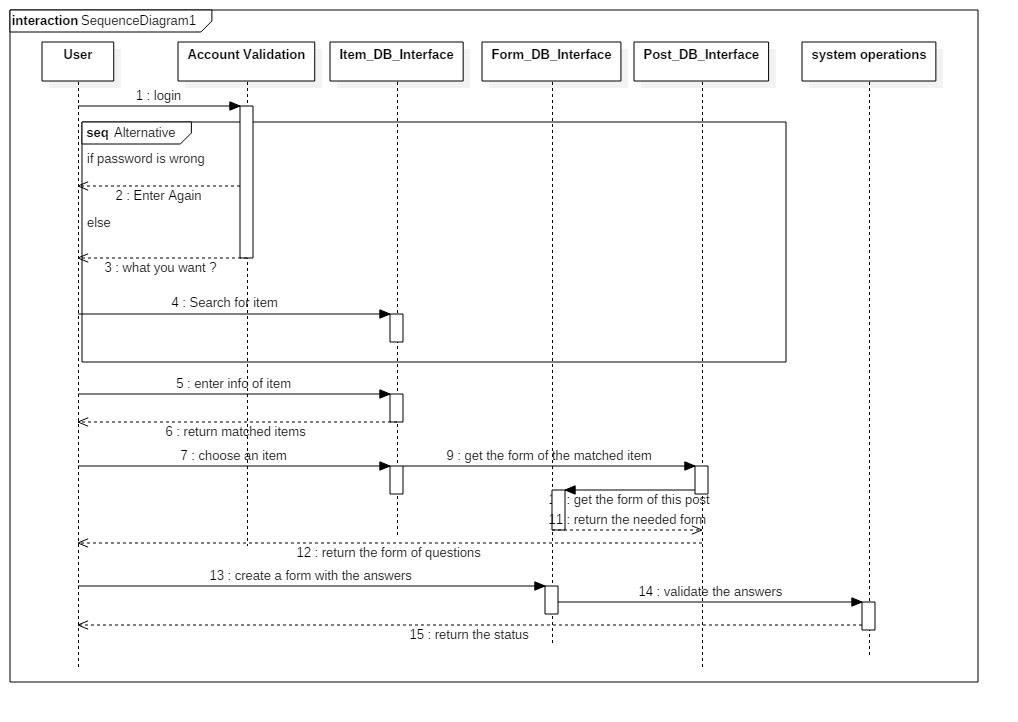 interaction SequenceDiagram1
User
Account Validation
Item_DB_Interface
Form_DB_Interface
Post_DB_Interface
system operations
1 : login
seq Alternative
if password is wrong
2 : Enter Again
else
3 : what you want ?
4 : Search for item
5 : enter info of item
6 : return matched items
7 : choose an item
9 : get the form of the matched item
: get the form of this post
11 : return the needed form
12 : return the form of questions
13 : create a form with the answers
14 : validate the answers
15 : return the status